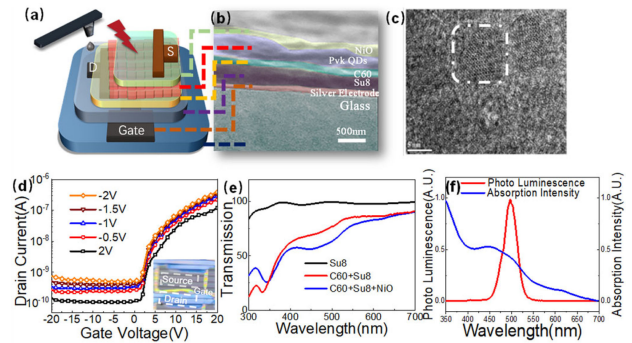 (a)
S
D
Gate
(b)
NiO
Pvk QDs
C60
Su8
Silver Electrode
Glass
500nm
(c)
(d)
10⁻⁶
10⁻⁷
10⁻⁸
10⁻⁹
10⁻¹⁰
Drain Current(A)
-2V
-1.5V
-1V
-0.5V
2V
Source
Gate
Drain
-20 -15 -10 -5 0 5 10 15 20
Gate Voltage(V)
(e)
100
50
0
Transmission
Su8
C60+Su8
C60+Su8+NiO
300 400 500 600 700
Wavelength(nm)
(f)
Photo Luminescence
Absorption Intensity
Photo Luminescence(A.U.)
1.0
0.5
0.0
350 400 450 500 550 600 650 700
Wavelength(nm)
1.0
0.5
0.0
Absorption Intensity(A.U.)